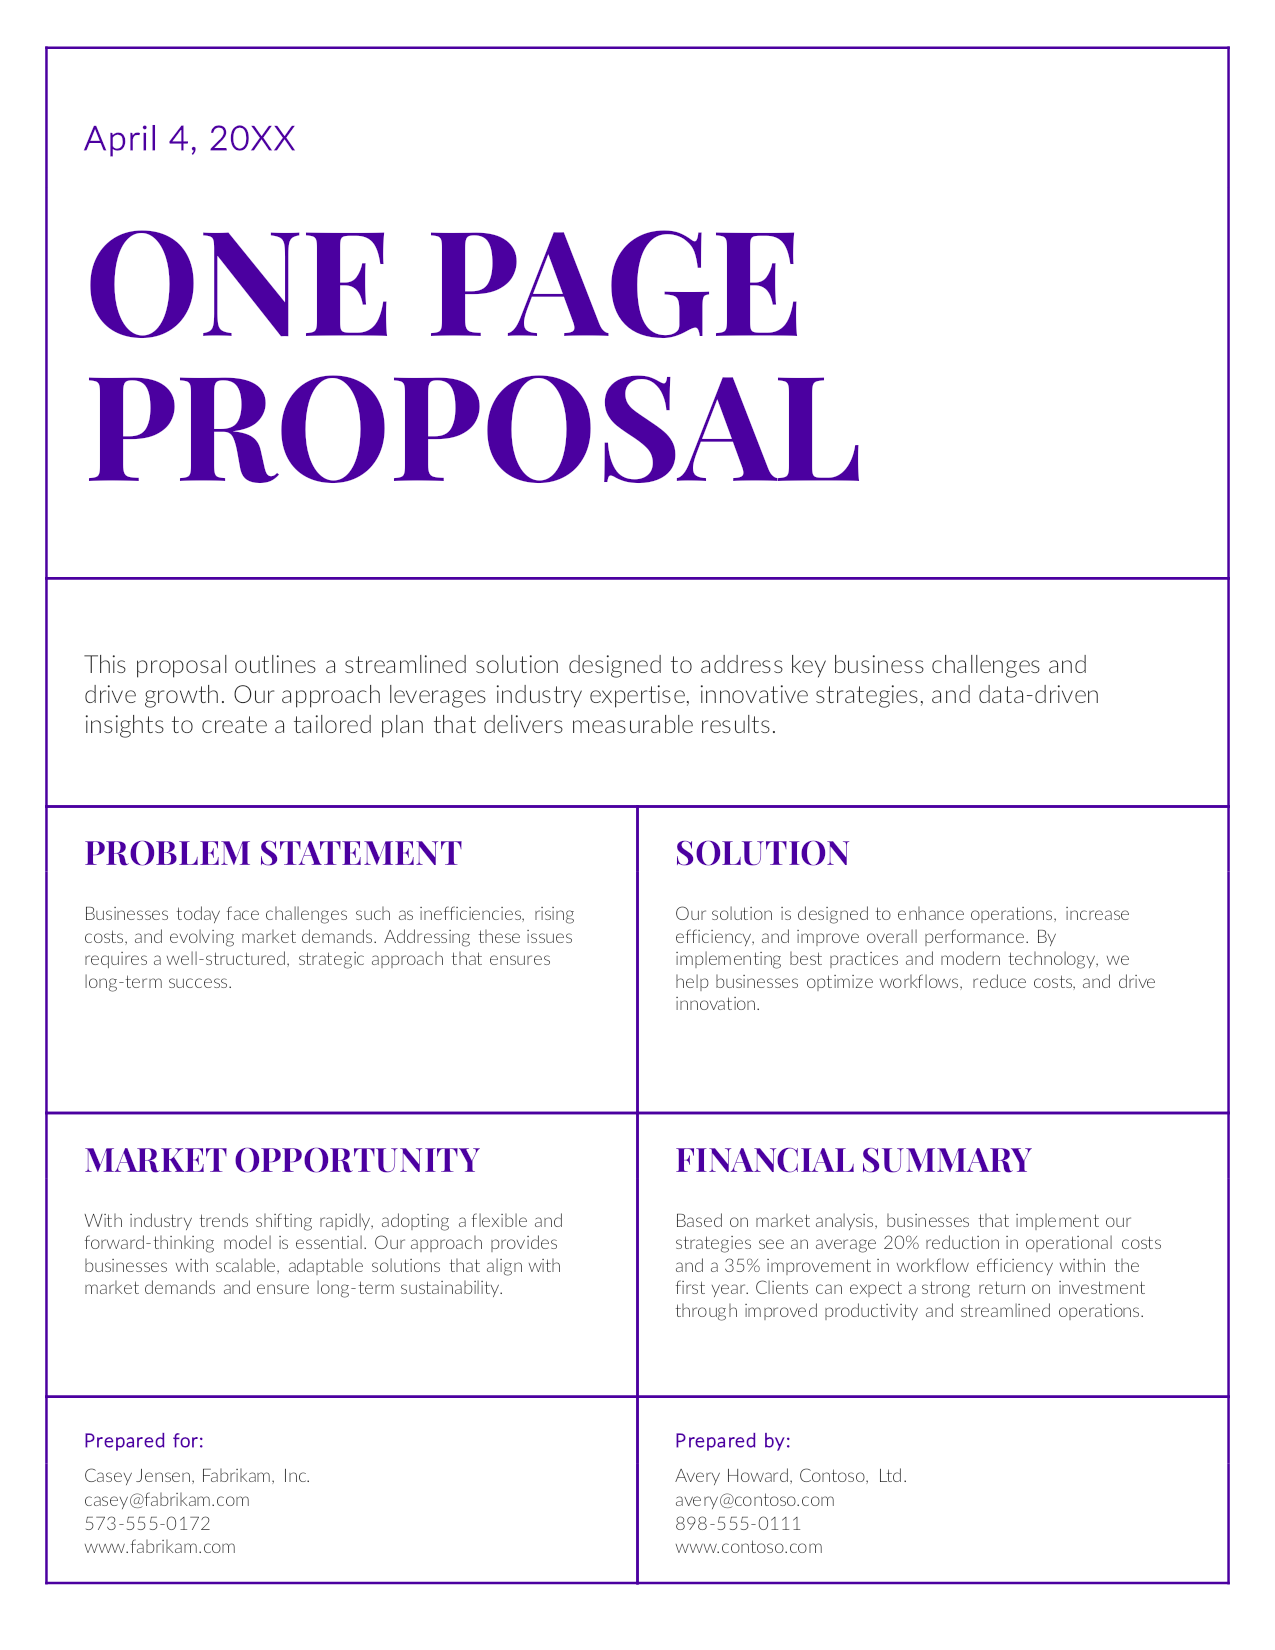 April 4, 20XX
ONE PAGE
PROPOSAL
This proposal outlines a streamlined solution designed to address key business challenges and
drive growth. Our approach leverages industry expertise, innovative strategies, and data-driven
insights to create a tailored plan that delivers measurable results.
PROBLEM STATEMENT
Businesses today face challenges such as inefficiencies, rising
costs, and evolving market demands. Addressing these issues
requires a well-structured, strategic approach that ensures
long-term success.
SOLUTION
Our solution is designed to enhance operations, increase
efficiency, and improve overall performance. By
implementing best practices and modern technology, we
help businesses optimize workflows, reduce costs, and drive
innovation.
MARKET OPPORTUNITY
With industry trends shifting rapidly, adopting a flexible and
forward-thinking model is essential. Our approach provides
businesses with scalable, adaptable solutions that align with
market demands and ensure long-term sustainability.
FINANCIAL SUMMARY
Based on market analysis, businesses that implement our
strategies see an average 20% reduction in operational costs
and a 35% improvement in workflow efficiency within the
first year. Clients can expect a strong return on investment
through improved productivity and streamlined operations.
Prepared for:
Casey Jensen, Fabrikam, Inc.
casey@fabrikam.com
573-555-0172
www.fabrikam.com
Prepared by:
Avery Howard, Contoso, Ltd.
avery@contoso.com
898-555-0111
www.contoso.com